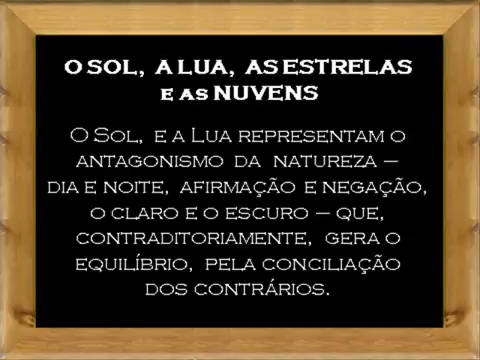 O SOL, A LUA, AS ESTRELAS
E AS NUVENS
O SOL, E A LUA REPRESENTAM O
ANTAGONISMO DA NATUREZA –
DIA E NOITE, AFIRMAÇÃO E NEGAÇÃO,
O CLARO E O ESCURO – QUE,
CONTRADITORIAMENTE, GERA O
EQUILÍBRIO, PELA CONCILIAÇÃO
DOS CONTRÁRIOS.